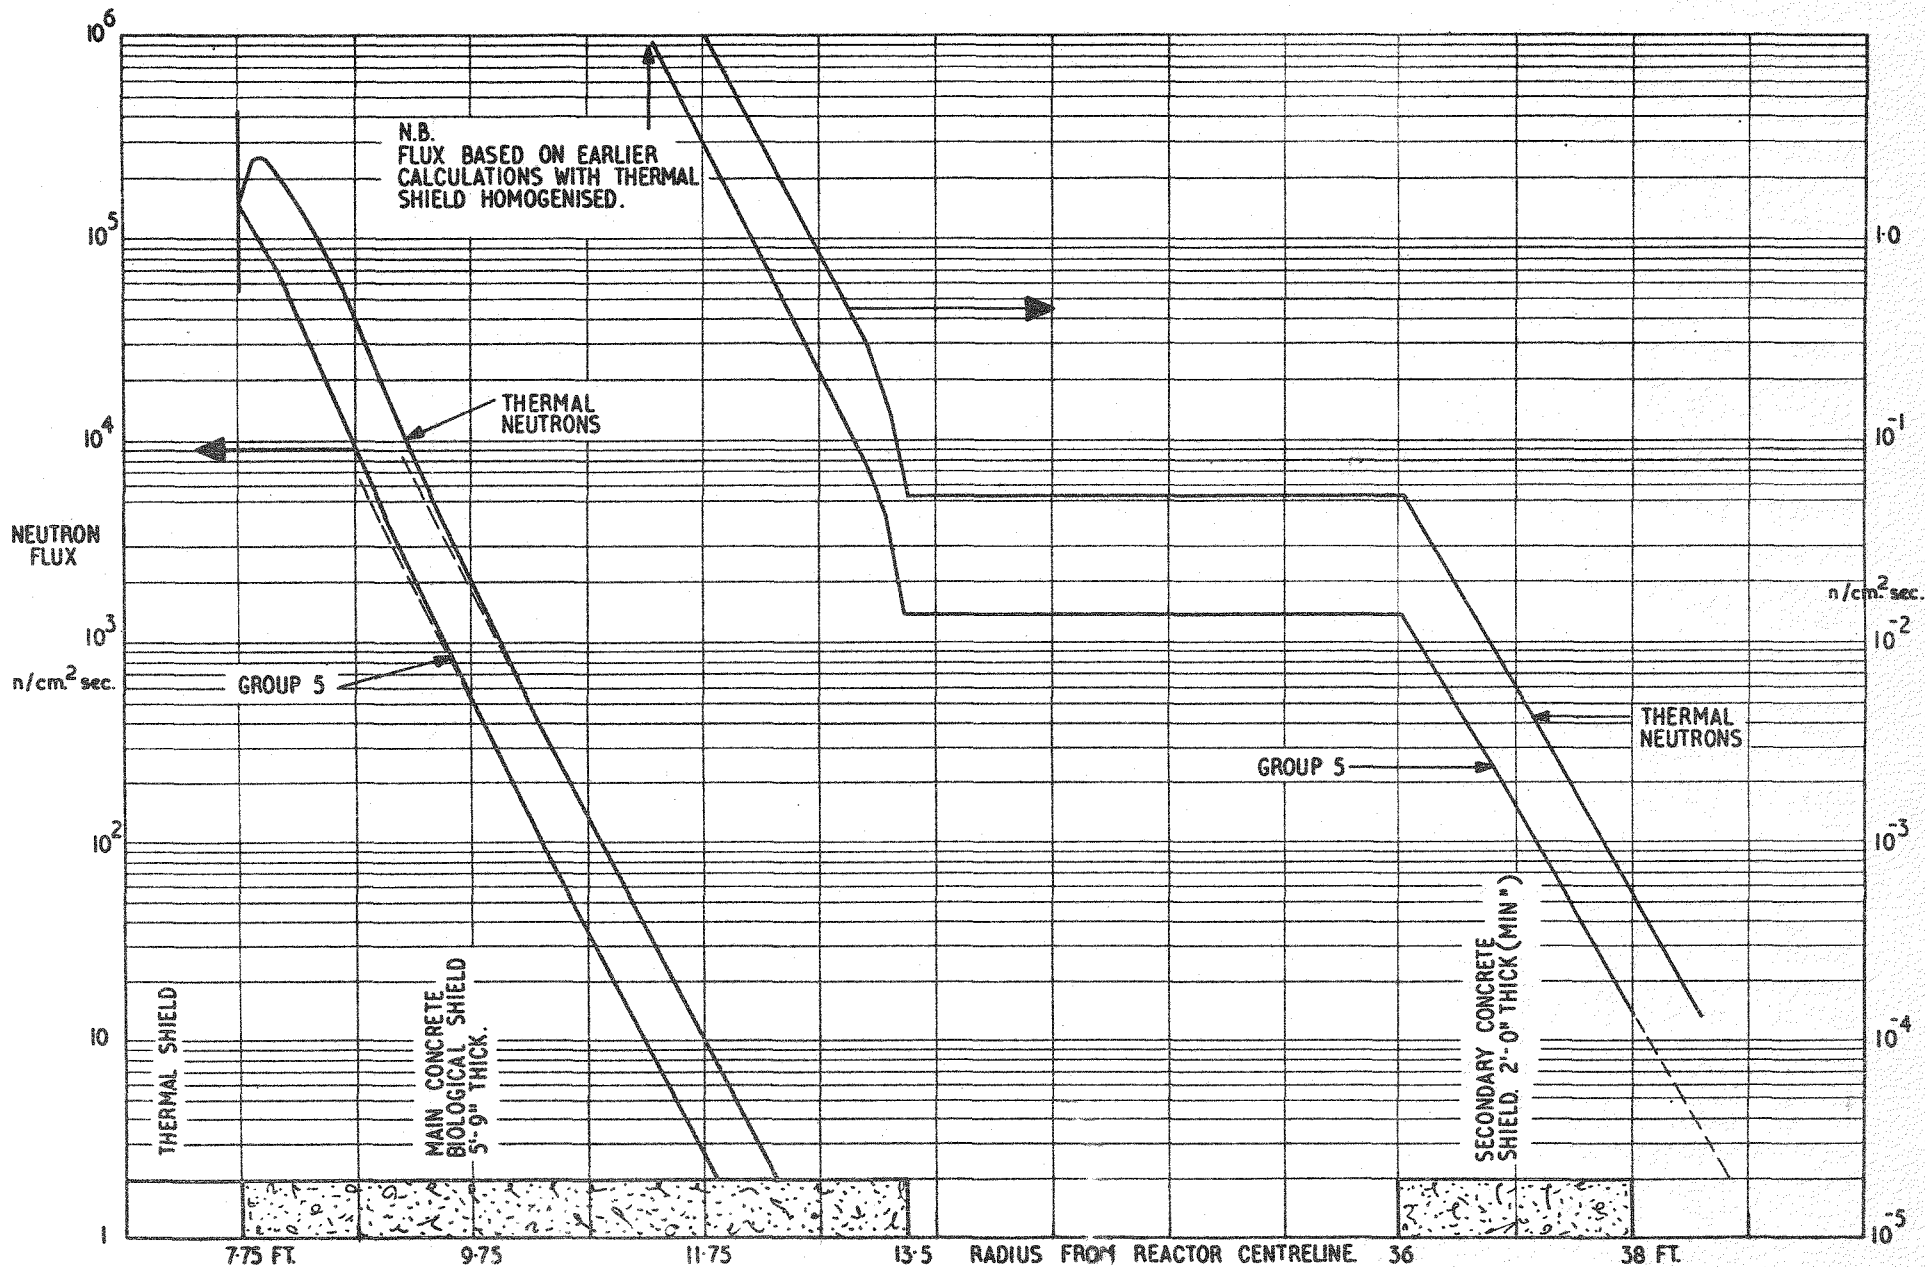 10⁶
N.B.
FLUX BASED ON EARLIER
CALCULATIONS WITH THERMAL
SHIELD HOMOGENISED.
10⁵
1·0
THERMAL
NEUTRONS
10⁴
10⁻¹
NEUTRON
FLUX
n/cm² sec.
10³
10⁻²
n/cm.² sec.
GROUP 5
THERMAL
NEUTRONS
GROUP 5
10²
10⁻³
THERMAL SHIELD
MAIN CONCRETE
BIOLOGICAL SHIELD
5'-9" THICK.
SECONDARY CONCRETE
SHIELD. 2'-0" THICK (MIN")
10
10⁻⁴
1
10⁻⁵
7·75 FT. 9·75 11·75 13·5 RADIUS FROM REACTOR CENTRELINE 36 38 FT.